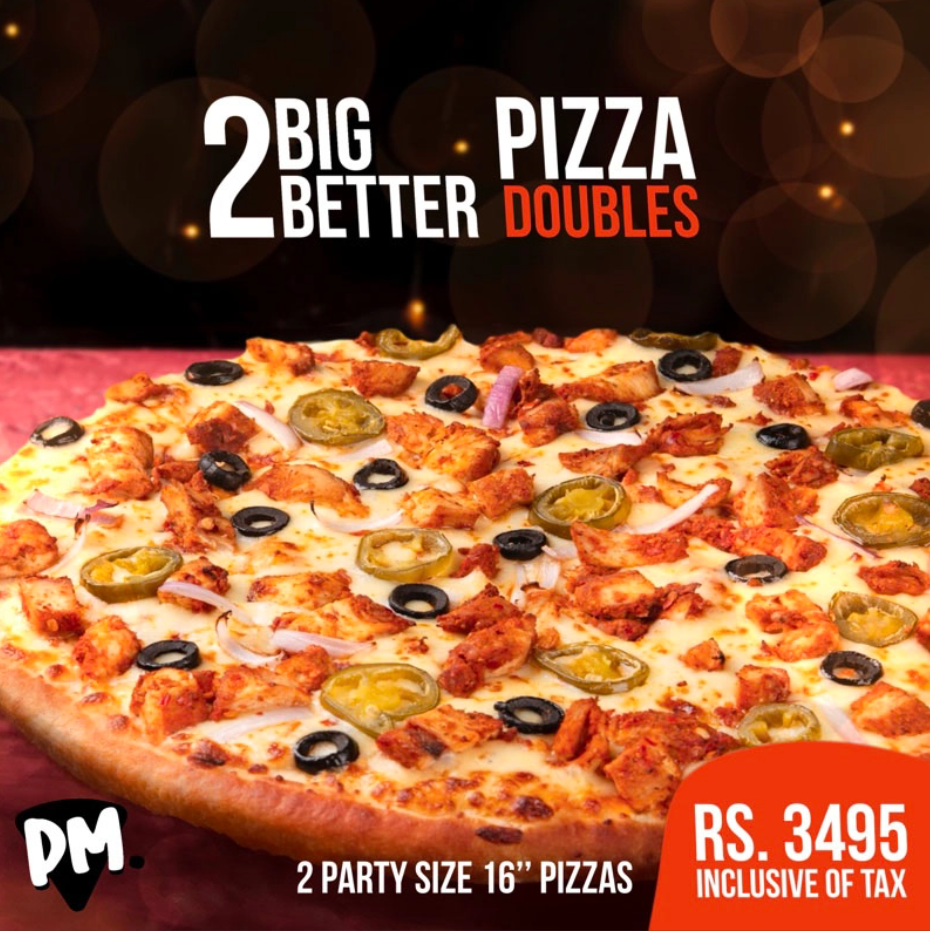 2 BIG
BETTER
PIZZA
DOUBLES
PM.
2 PARTY SIZE 16’’ PIZZAS
RS. 3495
INCLUSIVE OF TAX